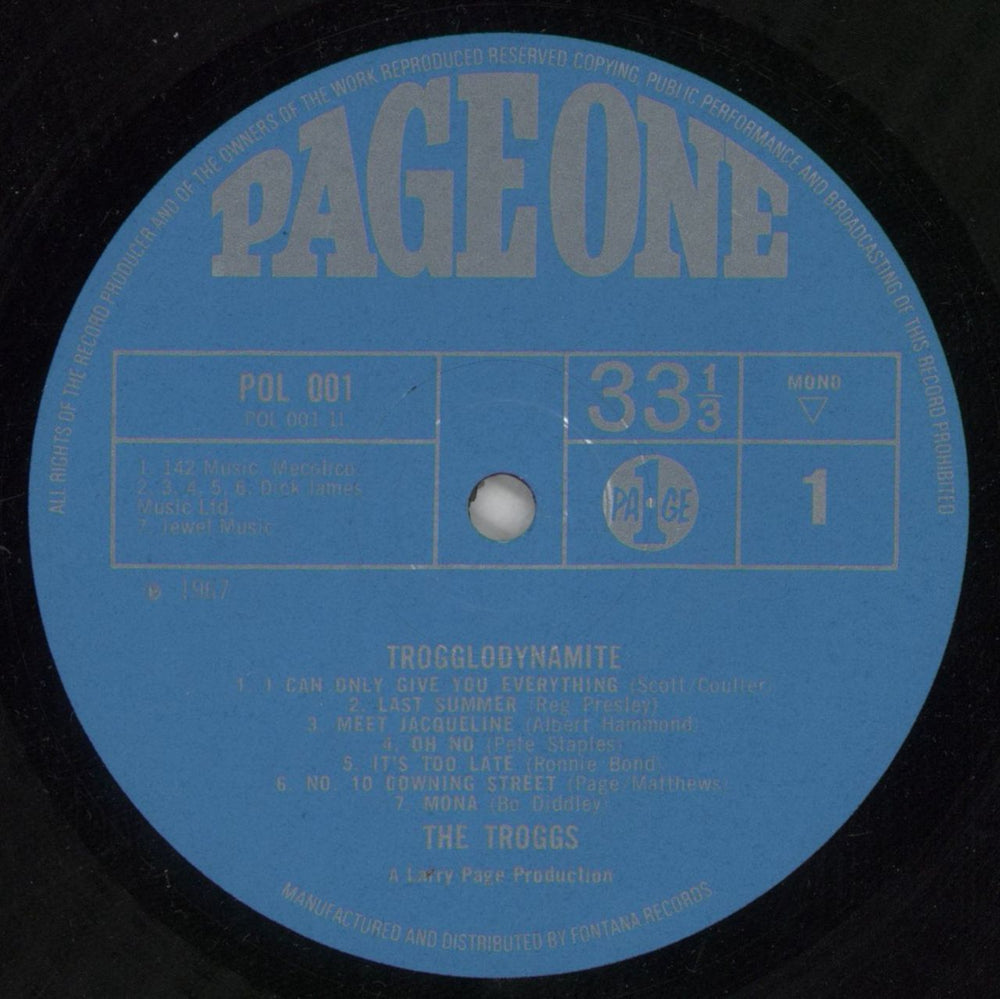 ALL RIGHTS OF THE RECORD PRODUCER AND OF THE OWNERS OF THE WORK REPRODUCED RESERVED COPYING, PUBLIC PERFORMANCE AND BROADCASTING OF THIS RECORD PROHIBITED
PAGE ONE
POL 001
POL 001 1L
33 1/3
MONO
1. 142 Music, Mecolico
2. 3. 4. 5. 6. Dick James
Music Ltd.
7. Jewel Music
PAGE
1
1
℗ 1967
TROGGLODYNAMITE
1. I CAN ONLY GIVE YOU EVERYTHING (Scott/Coulter)
2. LAST SUMMER (Reg Presley)
3. MEET JACQUELINE (Albert Hammond)
4. OH NO (Pete Staples)
5. IT'S TOO LATE (Ronnie Bond)
6. NO. 10 DOWNING STREET (Page-Matthews)
7. MONA (Bo Diddley)
THE TROGGS
A Larry Page Production
MANUFACTURED AND DISTRIBUTED BY FONTANA RECORDS